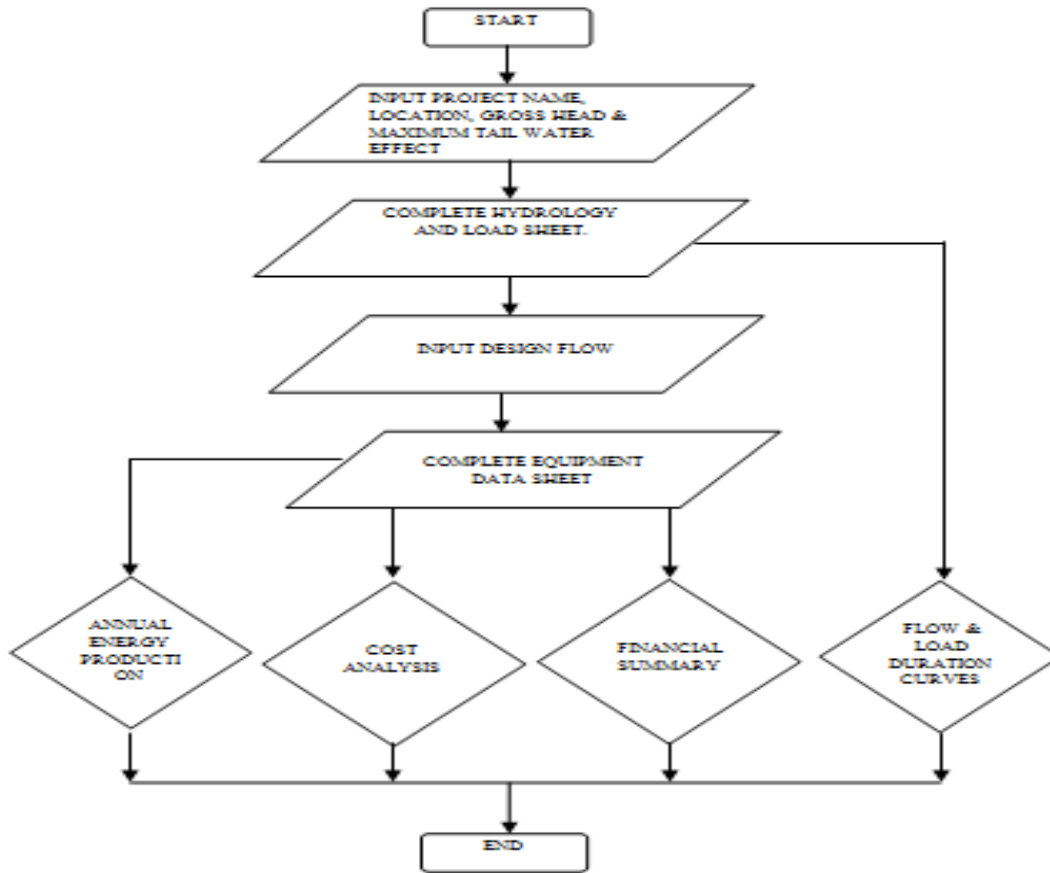 START
INPUT PROJECT NAME,
LOCATION, GROSS HEAD &
MAXIMUM TAIL WATER
EFFECT
COMPLETE HYDROLOGY
AND LOAD SHEET.
INPUT DESIGN FLOW
COMPLETE EQUIPMENT
DATA SHEET
ANNUAL
ENERGY
PRODUCTI
ON
COST
ANALYSIS
FINANCIAL
SUMMARY
FLOW &
LOAD
DURATION
CURVES
END